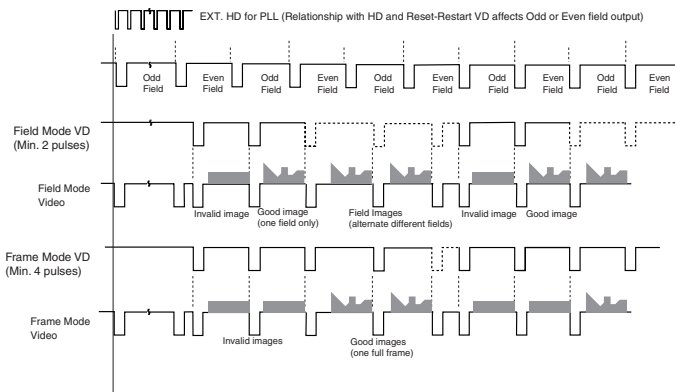 EXT. HD for PLL (Relationship with HD and Reset-Restart VD affects Odd or Even field output)
Odd Field
Even Field
Odd Field
Even Field
Odd Field
Even Field
Odd Field
Even Field
Odd Field
Even Field
Field Mode VD
(Min. 2 pulses)
Field Mode
Video
Invalid image
Good image
(one field only)
Field Images
(alternate different fields)
Invalid image
Good image
Frame Mode VD
(Min. 4 pulses)
Frame Mode
Video
Invalid images
Good images
(one full frame)